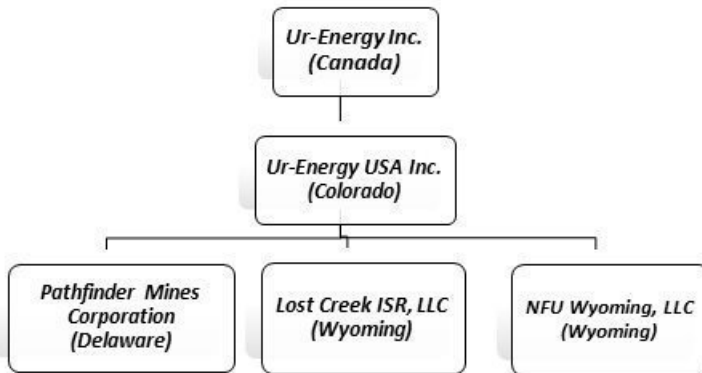 Ur-Energy Inc.
(Canada)
Ur-Energy USA Inc.
(Colorado)
Pathfinder Mines
Corporation
(Delaware)
Lost Creek ISR, LLC
(Wyoming)
NFU Wyoming, LLC
(Wyoming)